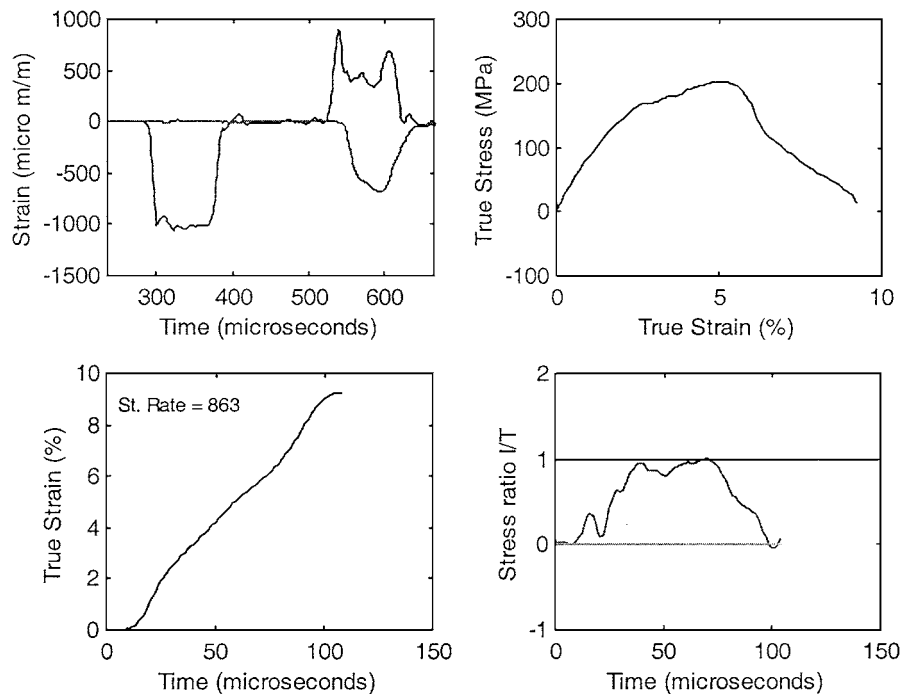 1000
500
0
-500
-1000
-1500
Strain (micro m/m)
300 400 500 600
Time (microseconds)
300
200
100
0
-100
True Stress (MPa)
0 5 10
True Strain (%)
10
8
6
4
2
0
True Strain (%)
St. Rate = 863
0 50 100 150
Time (microseconds)
2
1
0
-1
Stress ratio I/T
0 50 100 150
Time (microseconds)